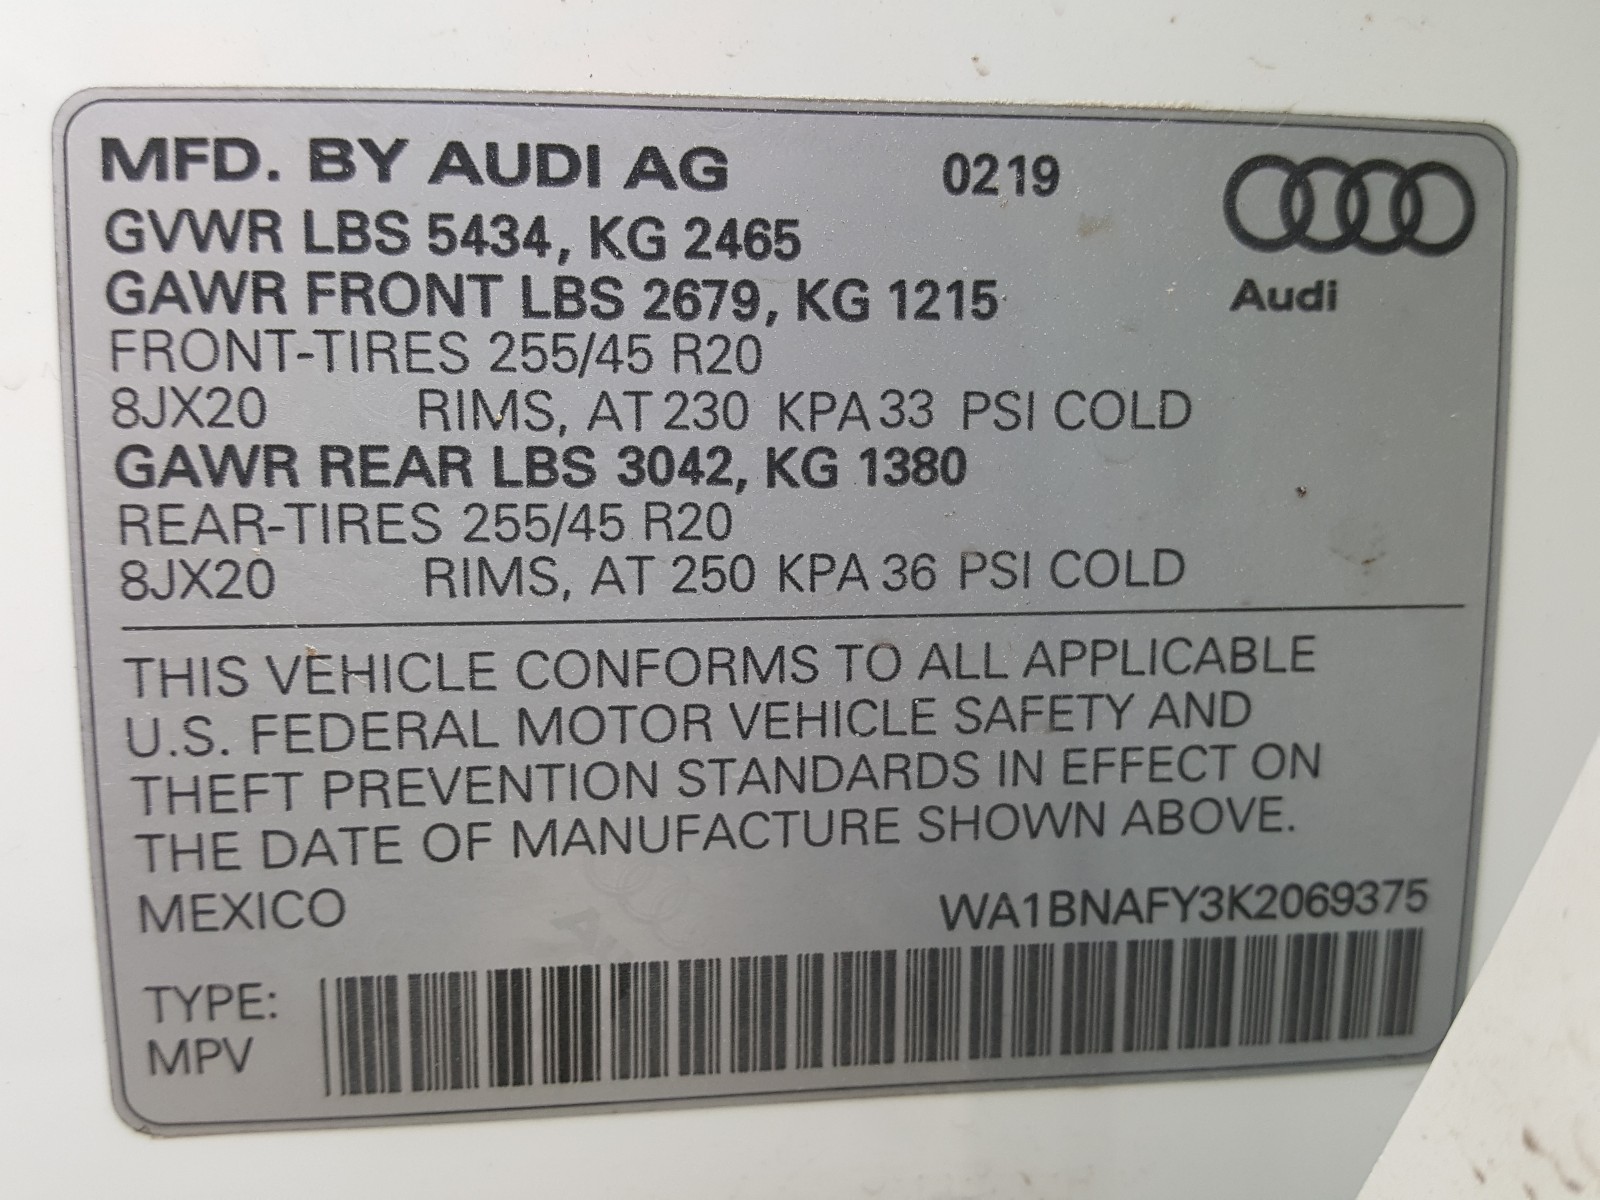 MFD. BY AUDI AG 0219
GVWR LBS 5434, KG 2465
GAWR FRONT LBS 2679, KG 1215
Audi
FRONT-TIRES 255/45 R20
8JX20 RIMS, AT 230 KPA 33 PSI COLD
GAWR REAR LBS 3042, KG 1380
REAR-TIRES 255/45 R20
8JX20 RIMS, AT 250 KPA 36 PSI COLD
THIS VEHICLE CONFORMS TO ALL APPLICABLE
U.S. FEDERAL MOTOR VEHICLE SAFETY AND
THEFT PREVENTION STANDARDS IN EFFECT ON
THE DATE OF MANUFACTURE SHOWN ABOVE.
MEXICO WA1BNAFY3K2069375
TYPE:
MPV